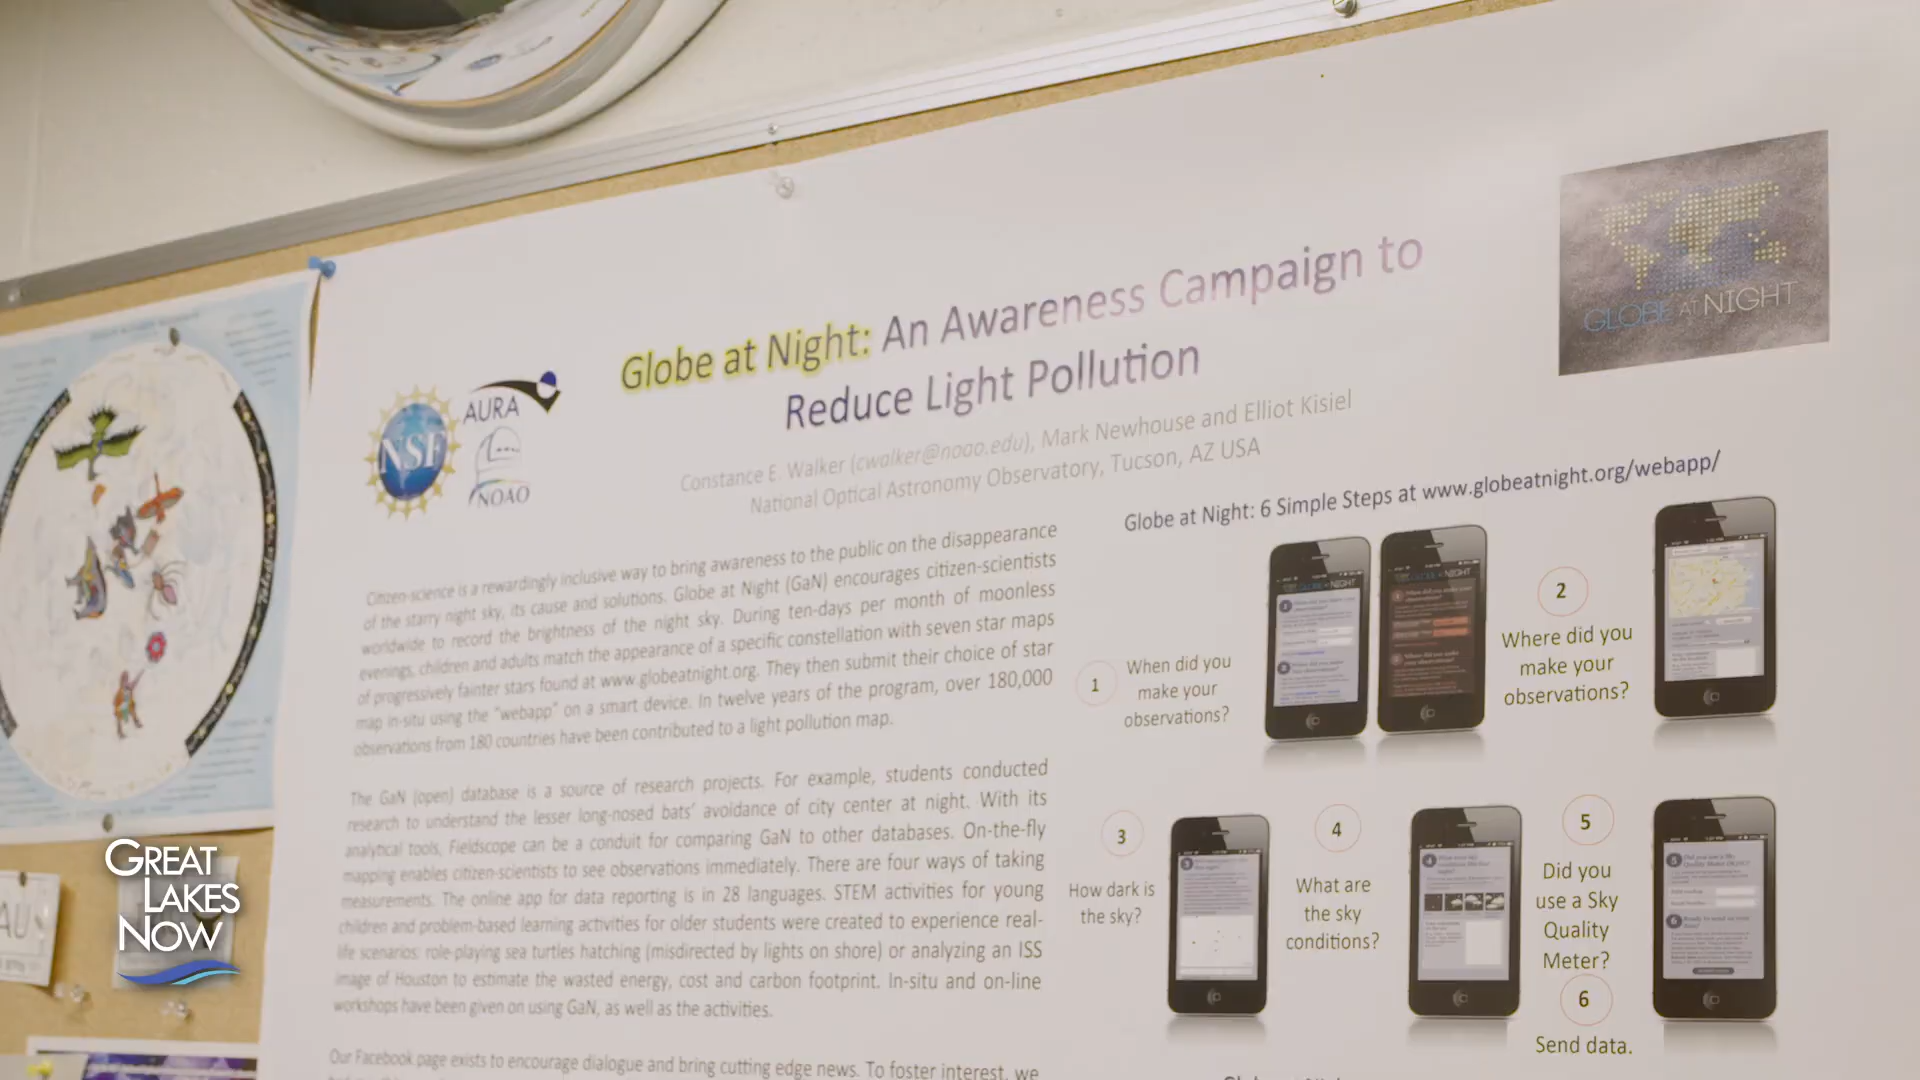 Globe at Night: An Awareness Campaign to
Reduce Light Pollution
Constance E. Walker (cwalker@noao.edu), Mark Newhouse and Elliot Kisiel
National Optical Astronomy Observatory, Tucson, AZ USA
NSF
AURA
NOAO
GLOBE AT NIGHT
Citizen-science is a rewardingly inclusive way to bring awareness to the public on the disappearance
of the starry night sky, its cause and solutions. Globe at Night (GaN) encourages citizen-scientists
worldwide to record the brightness of the night sky. During ten-days per month of moonless
evenings, children and adults match the appearance of a specific constellation with seven star maps
of progressively fainter stars found at www.globeatnight.org. They then submit their choice of star
map in-situ using the "webapp" on a smart device. In twelve years of the program, over 180,000
observations from 180 countries have been contributed to a light pollution map.
The GaN (open) database is a source of research projects. For example, students conducted
research to understand the lesser long-nosed bats' avoidance of city center at night. With its
analytical tools, Fieldscope can be a conduit for comparing GaN to other databases. On-the-fly
mapping enables citizen-scientists to see observations immediately. There are four ways of taking
measurements. The online app for data reporting is in 28 languages. STEM activities for young
children and problem-based learning activities for older students were created to experience real-
life scenarios: role-playing sea turtles hatching (misdirected by lights on shore) or analyzing an ISS
image of Houston to estimate the wasted energy, cost and carbon footprint. In-situ and on-line
workshops have been given on using GaN, as well as the activities.
Our Facebook page exists to encourage dialogue and bring cutting edge news. To foster interest, we
Globe at Night: 6 Simple Steps at www.globeatnight.org/webapp/
1
When did you
make your
observations?
2
Where did you
make your
observations?
3
How dark is
the sky?
4
What are
the sky
conditions?
5
Did you
use a Sky
Quality
Meter?
6
Send data.
GREAT
LAKES
NOW